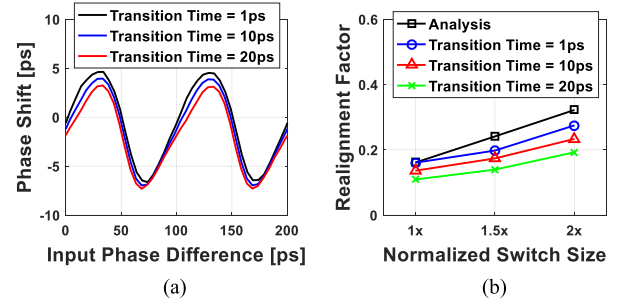 Transition Time = 1ps
Transition Time = 10ps
Transition Time = 20ps
10
5
0
-5
-10
0 50 100 150 200
Phase Shift [ps]
Input Phase Difference [ps]
(a)
Analysis
Transition Time = 1ps
Transition Time = 10ps
Transition Time = 20ps
0.6
0.4
0.2
0
1x 1.5x 2x
Realignment Factor
Normalized Switch Size
(b)